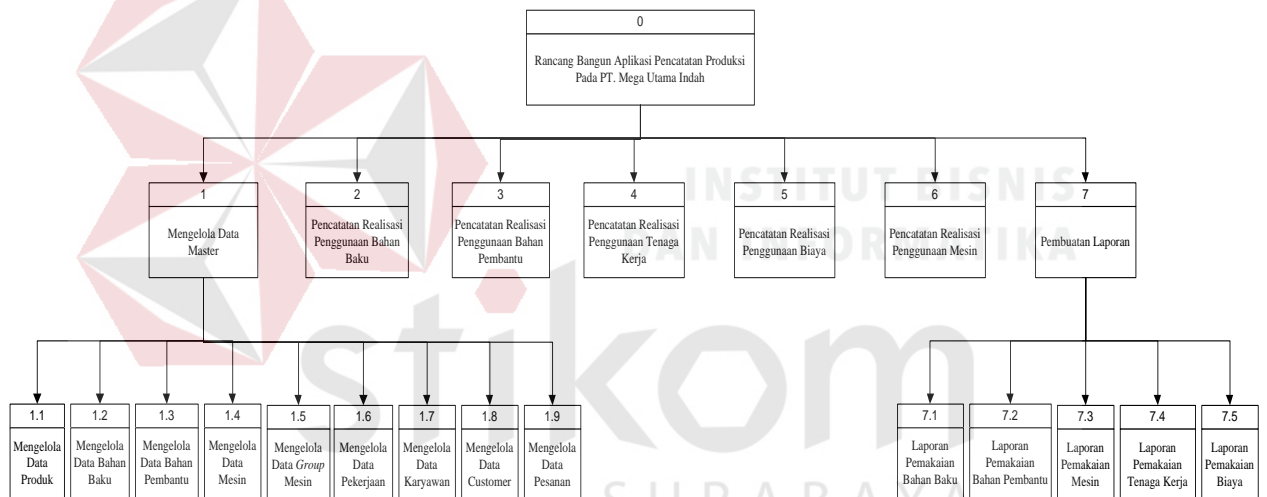 0
Rancang Bangun Aplikasi Pencatatan Produksi
Pada PT. Mega Utama Indah
INSTITUT BISNIS
DAN INFORMATIKA
1
Mengelola Data
Master
2
Pencatatan Realisasi
Penggunaan Bahan
Baku
3
Pencatatan Realisasi
Penggunaan Bahan
Pembantu
4
Pencatatan Realisasi
Penggunaan Tenaga
Kerja
5
Pencatatan Realisasi
Penggunaan Biaya
6
Pencatatan Realisasi
Penggunaan Mesin
7
Pembuatan Laporan
stikom
1.1
Mengelola
Data
Produk
1.2
Mengelola
Data Bahan
Baku
1.3
Mengelola
Data Bahan
Pembantu
1.4
Mengelola
Data
Mesin
1.5
Mengelola
Data Group
Mesin
1.6
Mengelola
Data
Pekerjaan
1.7
Mengelola
Data
Karyawan
1.8
Mengelola
Data
Customer
1.9
Mengelola
Data
Pesanan
7.1
Laporan
Pemakaian
Bahan Baku
7.2
Laporan
Pemakaian
Bahan Pembantu
7.3
Laporan
Pemakaian
Mesin
7.4
Laporan
Pemakaian
Tenaga Kerja
7.5
Laporan
Pemakaian
Biaya
SURABAYA